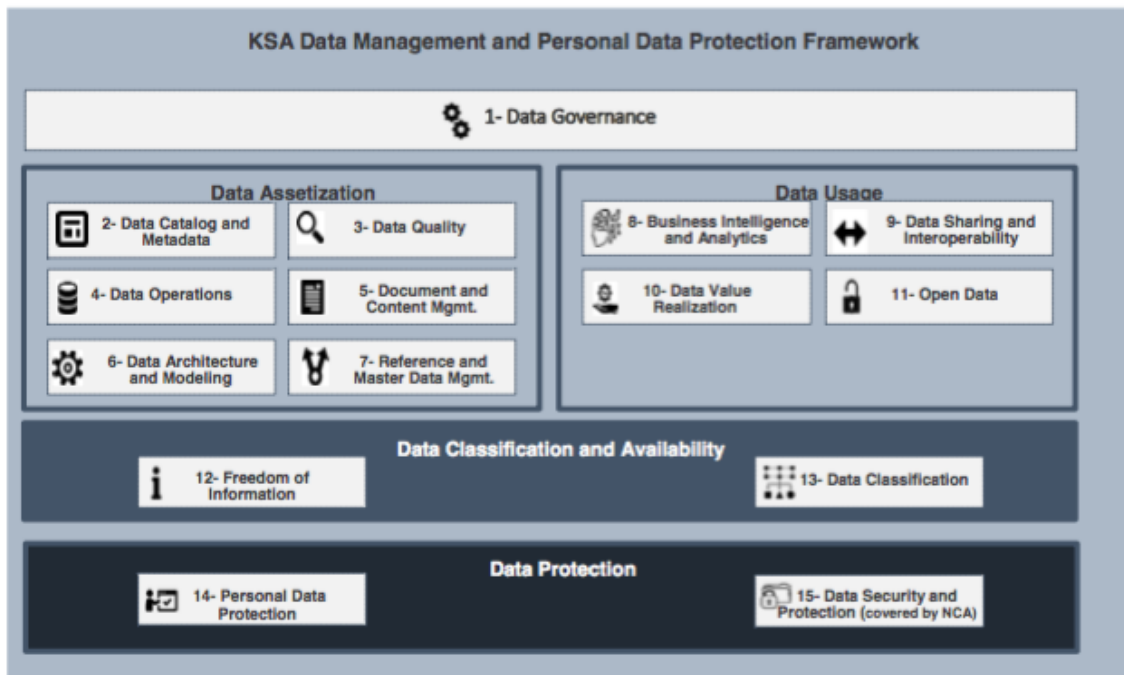 KSA Data Management and Personal Data Protection Framework
1- Data Governance
Data Assetization
2- Data Catalog and
Metadata
3- Data Quality
4- Data Operations
5- Document and
Content Mgmt.
6- Data Architecture
and Modeling
7- Reference and
Master Data Mgmt.
Data Usage
8- Business Intelligence
and Analytics
9- Data Sharing and
Interoperability
10- Data Value
Realization
11- Open Data
Data Classification and Availability
12- Freedom of
Information
13- Data Classification
Data Protection
14- Personal Data
Protection
15- Data Security and
Protection (covered by NCA)